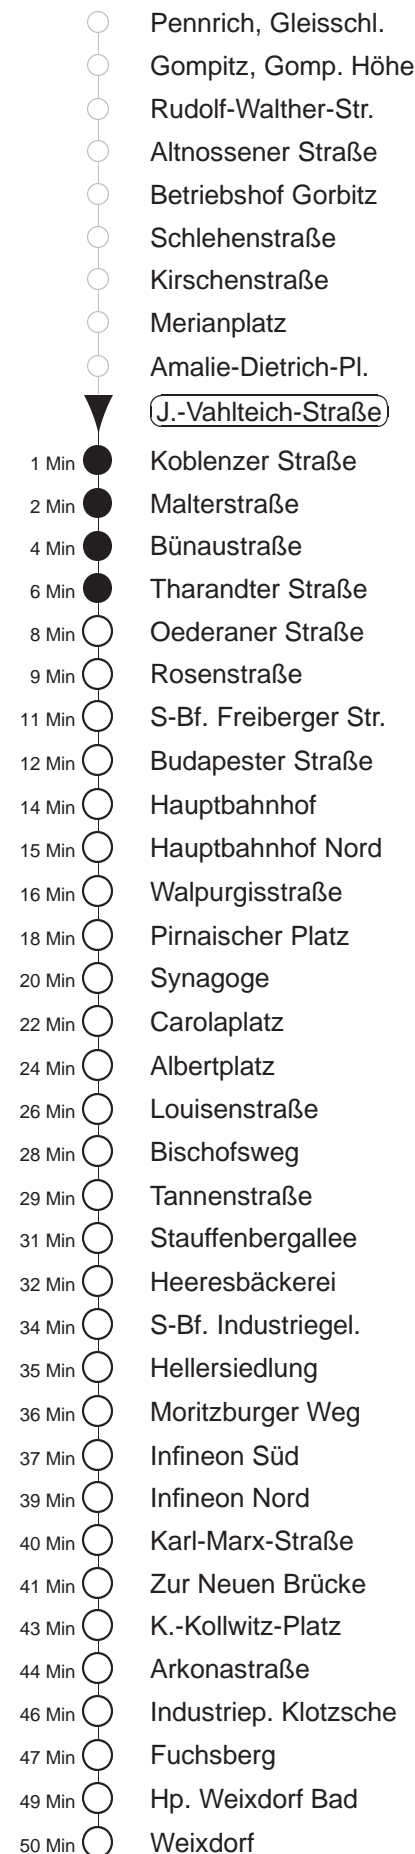 Pennrich, Gleisschl.
Gompitz, Gomp. Höhe
Rudolf-Walther-Str.
Altnossener Straße
Betriebshof Gorbitz
Schlehenstraße
Kirschenstraße
Merianplatz
Amalie-Dietrich-Pl.
J.-Vahlteich-Straße
1 Min Koblenzer Straße
2 Min Malterstraße
4 Min Bünaustraße
6 Min Tharandter Straße
8 Min Oederaner Straße
9 Min Rosenstraße
11 Min S-Bf. Freiberger Str.
12 Min Budapester Straße
14 Min Hauptbahnhof
15 Min Hauptbahnhof Nord
16 Min Walpurgisstraße
18 Min Pirnaischer Platz
20 Min Synagoge
22 Min Carolaplatz
24 Min Albertplatz
26 Min Louisenstraße
28 Min Bischofsweg
29 Min Tannenstraße
31 Min Stauffenbergallee
32 Min Heeresbäckerei
34 Min S-Bf. Industriegel.
35 Min Hellersiedlung
36 Min Moritzburger Weg
37 Min Infineon Süd
39 Min Infineon Nord
40 Min Karl-Marx-Straße
41 Min Zur Neuen Brücke
43 Min K.-Kollwitz-Platz
44 Min Arkonastraße
46 Min Industriep. Klotzsche
47 Min Fuchsberg
49 Min Hp. Weixdorf Bad
50 Min Weixdorf